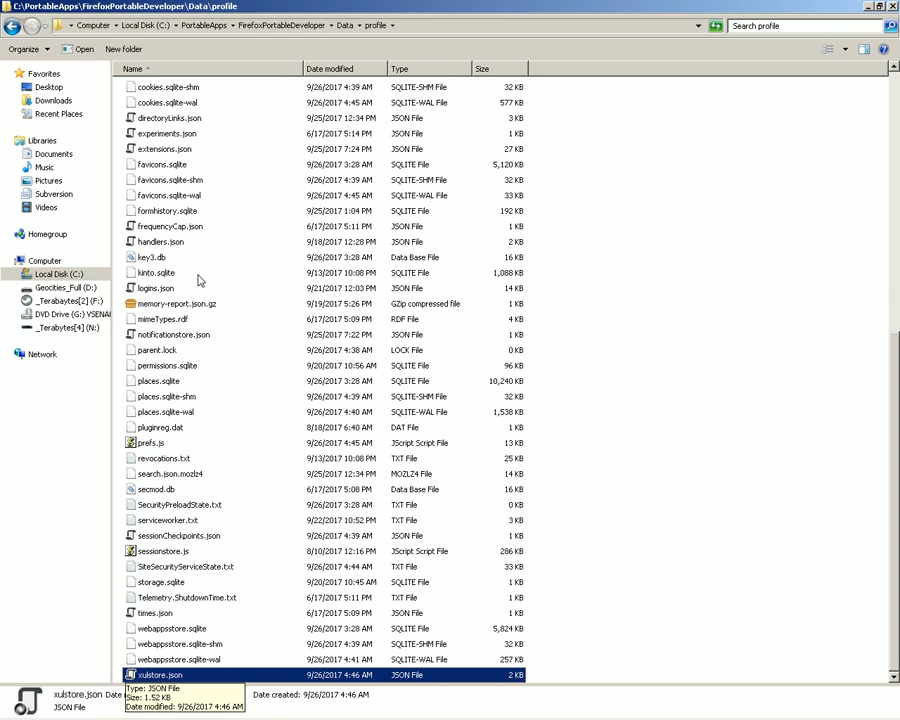 C:\PortableApps\FirefoxPortableDeveloper\Data\profile
Computer Local Disk (C:) PortableApps FirefoxPortableDeveloper Data profile
Search profile
Organize Open New folder
Name Date modified Type Size
Favorites
Desktop
Downloads
Recent Places
Libraries
Documents
Music
Pictures
Subversion
Videos
Homegroup
Computer
Local Disk (C:)
Geocities_Full (D:)
_Terabaytes[2] (F:)
DVD Drive (G:) VSENA
_Terabytes[4] (N:)
Network
cookies.sqlite-shm 9/26/2017 4:39 AM SQLITE-SHM File 32 KB
cookies.sqlite-wal 9/26/2017 4:45 AM SQLITE-WAL File 577 KB
directoryLinks.json 9/25/2017 12:34 PM JSON File 3 KB
experiments.json 6/17/2017 5:14 PM JSON File 1 KB
extensions.json 9/25/2017 7:24 PM JSON File 27 KB
favicons.sqlite 9/26/2017 3:28 AM SQLITE File 5,120 KB
favicons.sqlite-shm 9/26/2017 4:39 AM SQLITE-SHM File 32 KB
favicons.sqlite-wal 9/26/2017 4:45 AM SQLITE-WAL File 33 KB
formhistory.sqlite 9/25/2017 1:04 PM SQLITE File 192 KB
frequencyCap.json 6/17/2017 5:11 PM JSON File 1 KB
handlers.json 9/18/2017 12:28 PM JSON File 2 KB
key3.db 9/26/2017 3:28 AM Data Base File 16 KB
kinto.sqlite 9/13/2017 10:08 PM SQLITE File 1,088 KB
logins.json 9/21/2017 12:03 PM JSON File 14 KB
memory-report.json.gz 9/19/2017 5:26 PM GZip compressed file 1 KB
mimeTypes.rdf 6/17/2017 5:09 PM RDF File 4 KB
notificationstore.json 9/25/2017 7:22 PM JSON File 1 KB
parent.lock 9/26/2017 4:38 AM LOCK File 0 KB
permissions.sqlite 9/20/2017 10:56 AM SQLITE File 96 KB
places.sqlite 9/26/2017 3:28 AM SQLITE File 10,240 KB
places.sqlite-shm 9/26/2017 4:39 AM SQLITE-SHM File 32 KB
places.sqlite-wal 9/26/2017 4:40 AM SQLITE-WAL File 1,538 KB
pluginreg.dat 8/18/2017 6:40 AM DAT File 1 KB
prefs.js 9/26/2017 4:45 AM JScript Script File 13 KB
revocations.txt 9/13/2017 10:08 PM TXT File 25 KB
search.json.mozlz4 9/25/2017 12:34 PM MOZLZ4 File 14 KB
secmod.db 6/17/2017 5:08 PM Data Base File 16 KB
SecurityPreloadState.txt 9/26/2017 3:28 AM TXT File 0 KB
serviceworker.txt 9/22/2017 10:52 PM TXT File 3 KB
sessionCheckpoints.json 9/26/2017 4:39 AM JSON File 1 KB
sessionstore.js 8/10/2017 12:16 PM JScript Script File 286 KB
SiteSecurityServiceState.txt 9/26/2017 4:44 AM TXT File 33 KB
storage.sqlite 9/20/2017 10:45 AM SQLITE File 1 KB
Telemetry.ShutdownTime.txt 6/17/2017 5:11 PM TXT File 1 KB
times.json 6/17/2017 5:09 PM JSON File 1 KB
webappsstore.sqlite 9/26/2017 3:28 AM SQLITE File 5,824 KB
webappsstore.sqlite-shm 9/26/2017 4:39 AM SQLITE-SHM File 32 KB
webappsstore.sqlite-wal 9/26/2017 4:41 AM SQLITE-WAL File 257 KB
xulstore.json 9/26/2017 4:46 AM JSON File 2 KB
Type: JSON File
Size: 1.52 KB
Date modified: 9/26/2017 4:46 AM
xulstore.json Date Date created: 9/26/2017 4:46 AM
JSON File